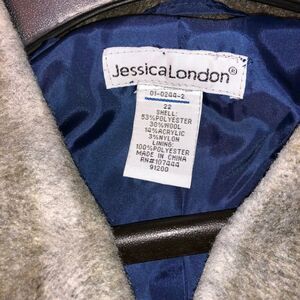 JessicaLondon®
01-0244-2
22
SHELL:
53%POLYESTER
30%WOOL
14%ACRYLIC
3%NYLON
LINING:
100%POLYESTER
MADE IN CHINA
RN#107444
91200